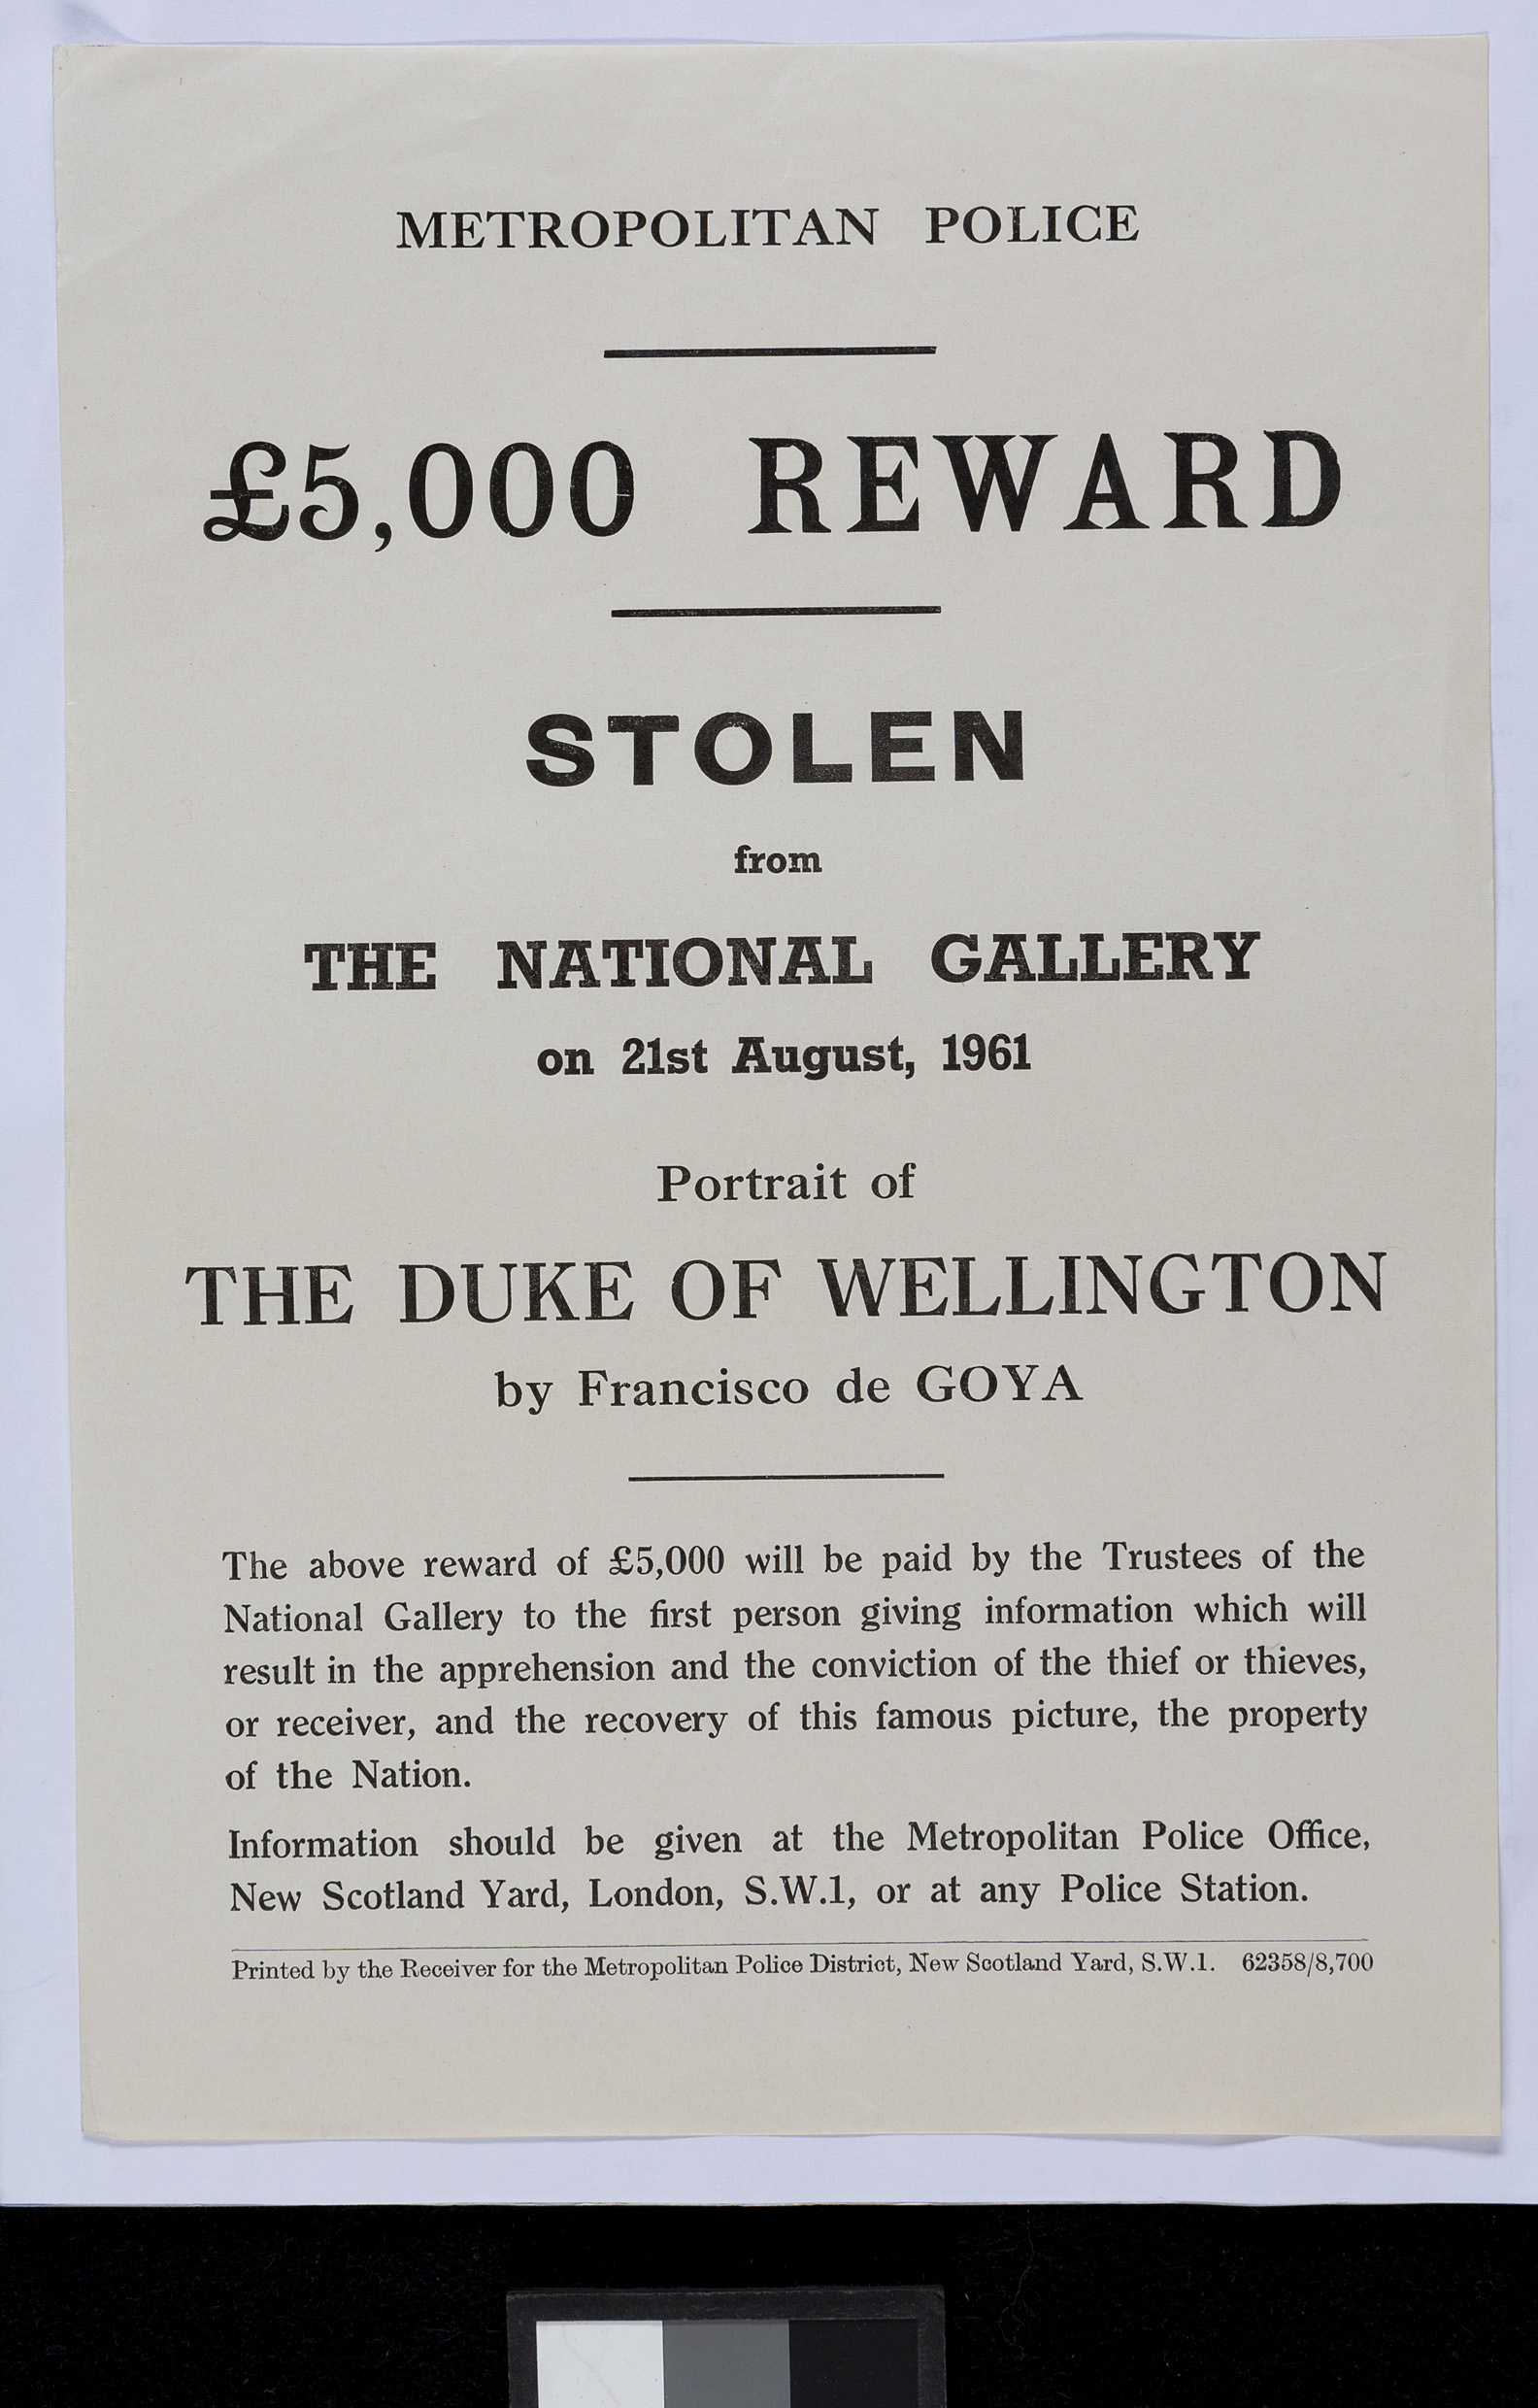 METROPOLITAN POLICE
£5,000 REWARD
STOLEN
from
THE NATIONAL GALLERY
on 21st August, 1961
Portrait of
THE DUKE OF WELLINGTON
by Francisco de GOYA
The above reward of £5,000 will be paid by the Trustees of the
National Gallery to the first person giving information which will
result in the apprehension and the conviction of the thief or thieves,
or receiver, and the recovery of this famous picture, the property
of the Nation.
Information should be given at the Metropolitan Police Office,
New Scotland Yard, London, S.W.1, or at any Police Station.
Printed by the Receiver for the Metropolitan Police District, New Scotland Yard, S.W.1. 62358/8,700